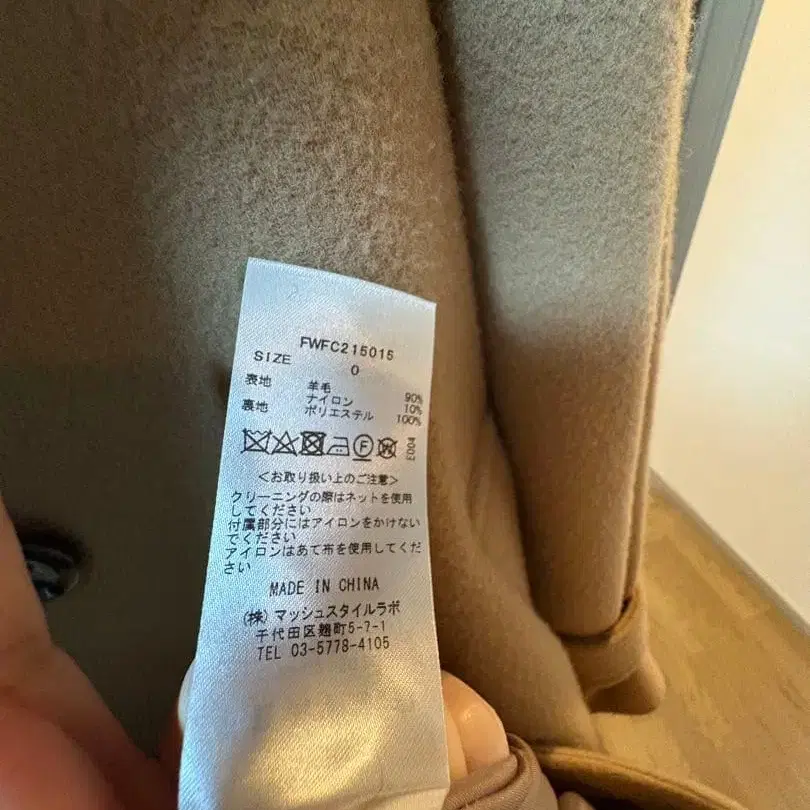 FWFC215016
SIZE 0
表地 羊毛 90%
ナイロン 10%
裏地 ポリエステル 100%
F E004
<お取り扱い上のご注意>
クリーニングの際はネットを使用
してください
付属部分にはアイロンをかけない
でください
アイロンはあて布を使用してくだ
さい
MADE IN CHINA
(株)マッシュスタイルラボ
千代田区麹町5-7-1
TEL 03-5778-4105